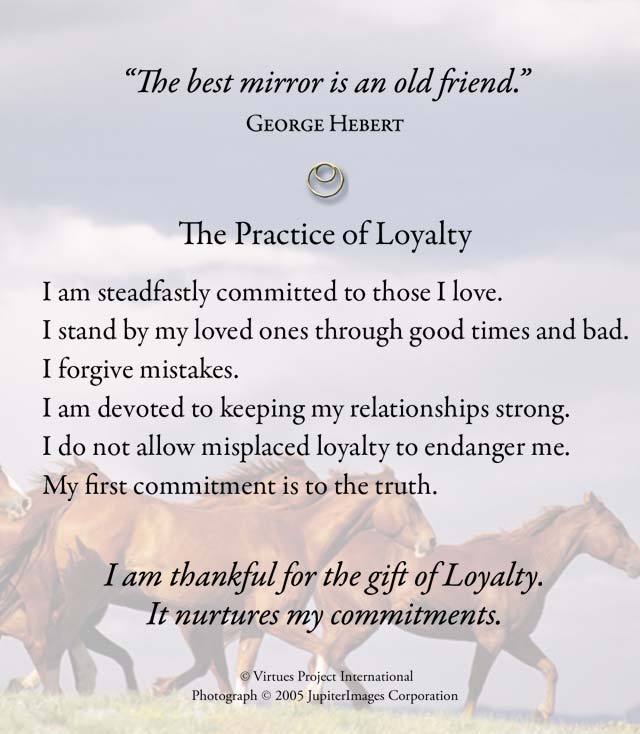 “The best mirror is an old friend.”
George Hebert
The Practice of Loyalty
I am steadfastly committed to those I love.
I stand by my loved ones through good times and bad.
I forgive mistakes.
I am devoted to keeping my relationships strong.
I do not allow misplaced loyalty to endanger me.
My first commitment is to the truth.
I am thankful for the gift of Loyalty.
It nurtures my commitments.
© Virtues Project International
Photograph © 2005 JupiterImages Corporation